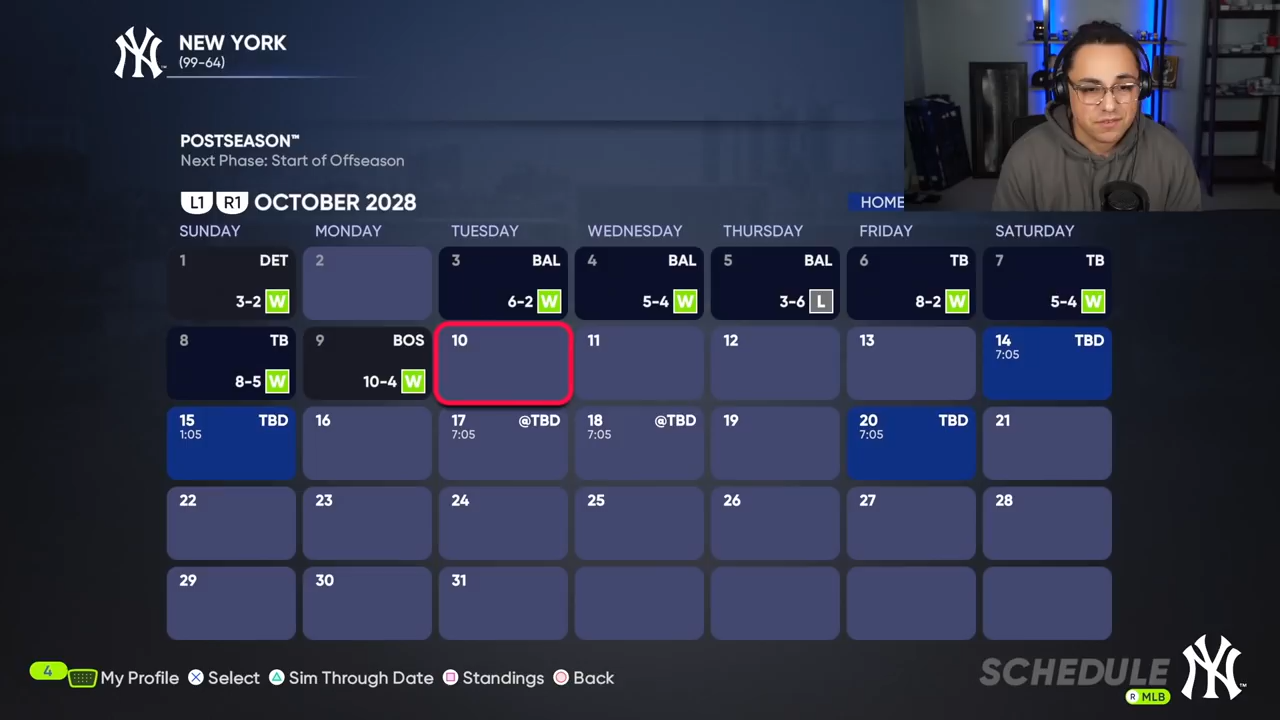 NEW YORK
(99-64)
POSTSEASON™
Next Phase: Start of Offseason
L1 R1 OCTOBER 2028
HOME
SUNDAY MONDAY TUESDAY WEDNESDAY THURSDAY FRIDAY SATURDAY
1 DET 2 3 BAL 4 BAL 5 BAL 6 TB 7 TB
3-2 W 6-2 W 5-4 W 3-6 L 8-2 W 5-4 W
8 TB 9 BOS 10 11 12 13 14 TBD
7:05
8-5 W 10-4 W
15 TBD 16 17 @TBD 18 @TBD 19 20 TBD 21
1:05 7:05 7:05 7:05
22 23 24 25 26 27 28
29 30 31
4 My Profile Select Sim Through Date Standings Back
SCHEDULE
R MLB